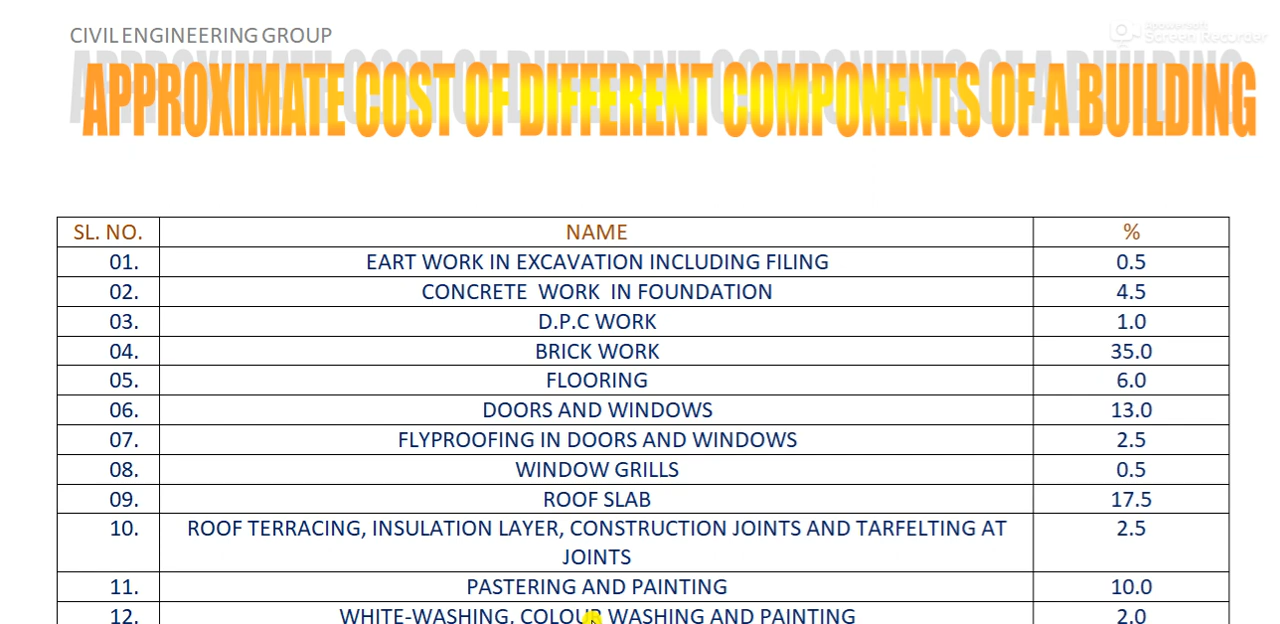 CIVIL ENGINEERING GROUP
Apowersoft
Screen Recorder
APPROXIMATE COST OF DIFFERENT COMPONENTS OF A BUILDING
SL. NO. NAME %
01. EART WORK IN EXCAVATION INCLUDING FILING 0.5
02. CONCRETE WORK IN FOUNDATION 4.5
03. D.P.C WORK 1.0
04. BRICK WORK 35.0
05. FLOORING 6.0
06. DOORS AND WINDOWS 13.0
07. FLYPROOFING IN DOORS AND WINDOWS 2.5
08. WINDOW GRILLS 0.5
09. ROOF SLAB 17.5
10. ROOF TERRACING, INSULATION LAYER, CONSTRUCTION JOINTS AND TARFELTING AT 2.5
JOINTS
11. PASTERING AND PAINTING 10.0
12. WHITE-WASHING, COLOUR WASHING AND PAINTING 2.0